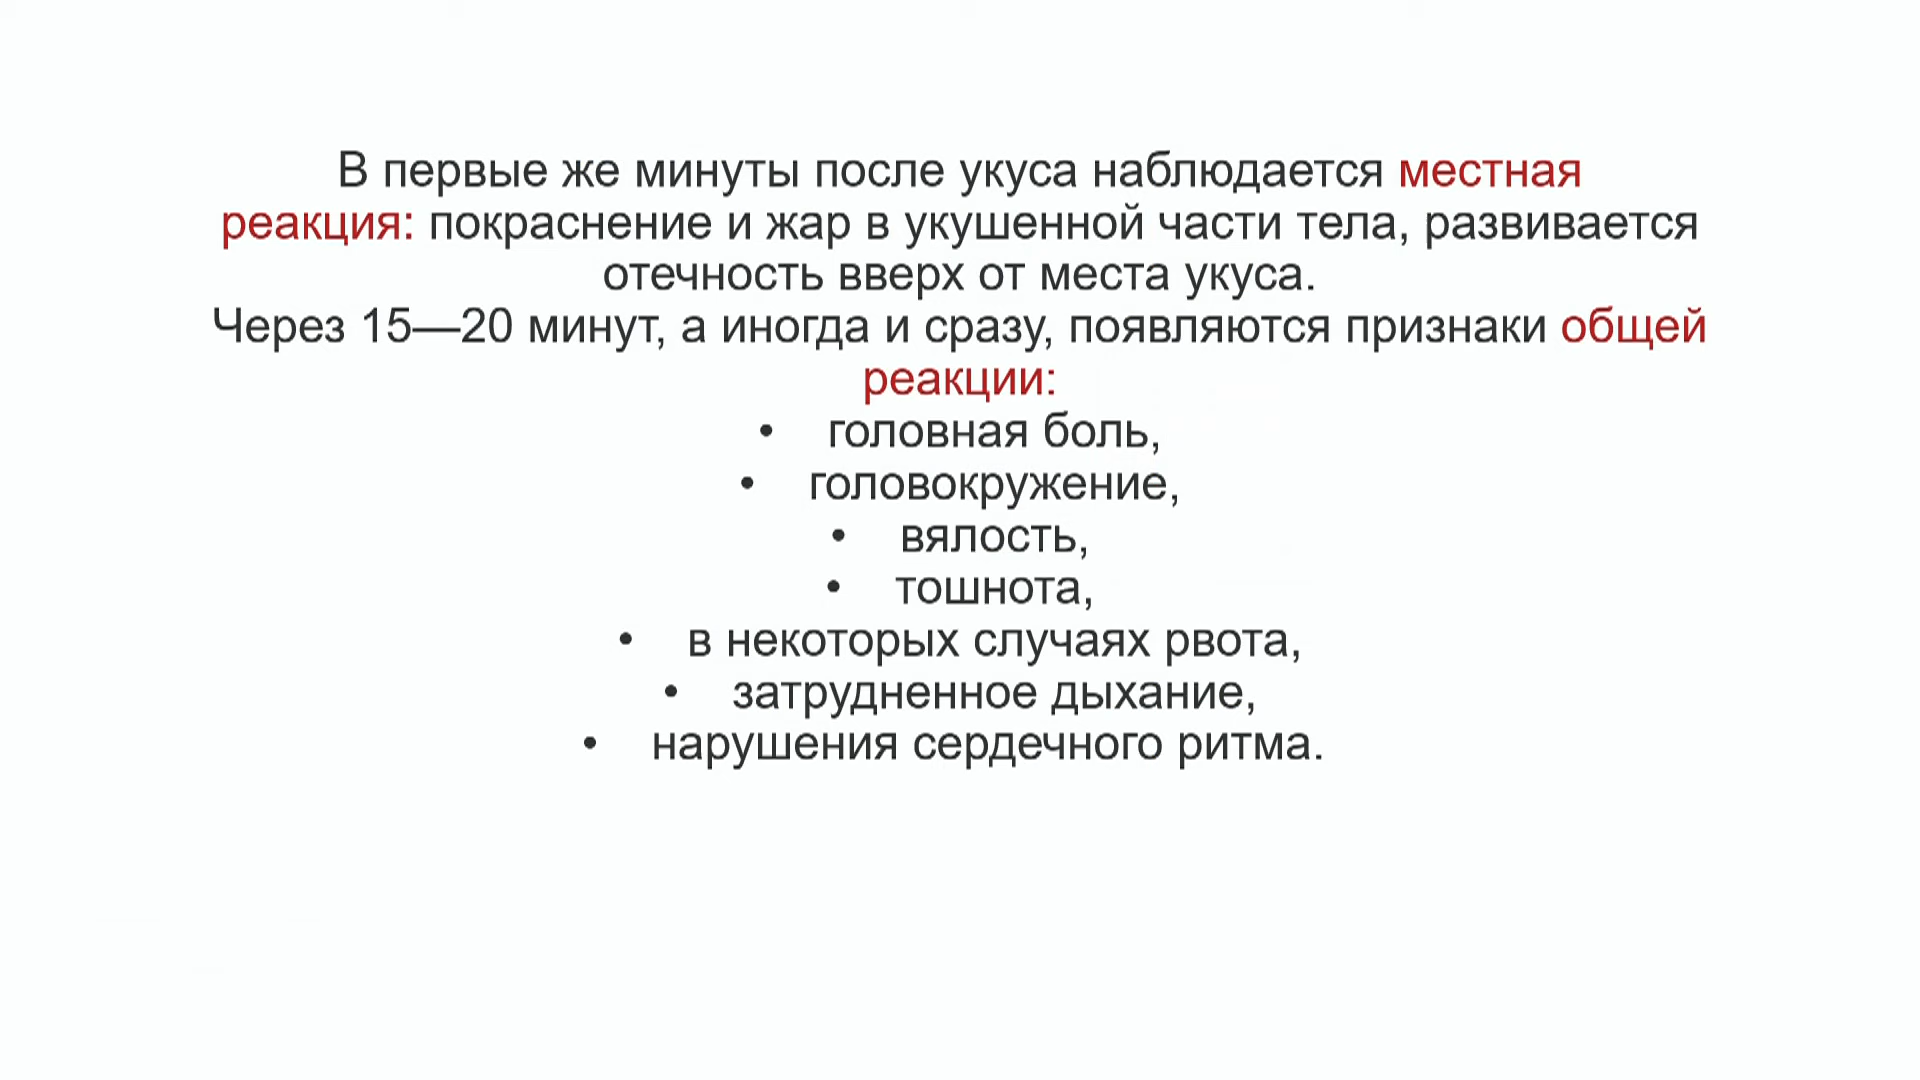 В первые же минуты после укуса наблюдается местная
реакция: покраснение и жар в укушенной части тела, развивается
отечность вверх от места укуса.
Через 15—20 минут, а иногда и сразу, появляются признаки общей
реакции:
• головная боль,
• головокружение,
• вялость,
• тошнота,
• в некоторых случаях рвота,
• затрудненное дыхание,
• нарушения сердечного ритма.